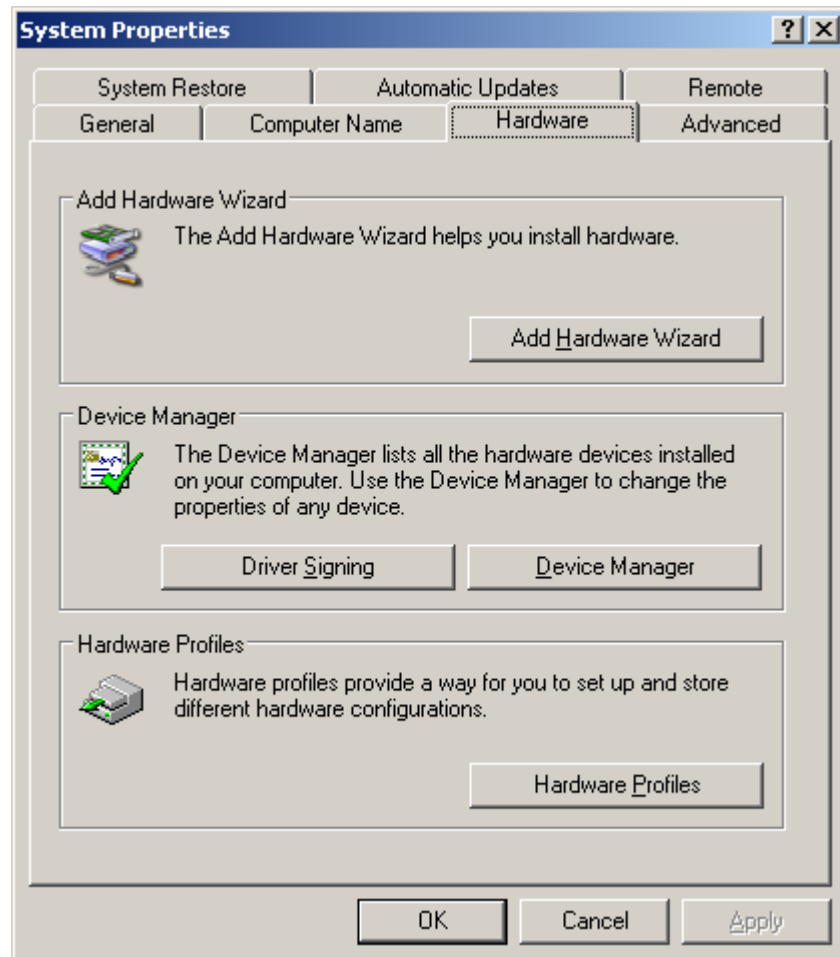 System Properties
System Restore
Automatic Updates
Remote
General
Computer Name
Hardware
Advanced
Add Hardware Wizard
The Add Hardware Wizard helps you install hardware.
Add Hardware Wizard
Device Manager
The Device Manager lists all the hardware devices installed
on your computer. Use the Device Manager to change the
properties of any device.
Driver Signing
Device Manager
Hardware Profiles
Hardware profiles provide a way for you to set up and store
different hardware configurations.
Hardware Profiles
OK
Cancel
Apply